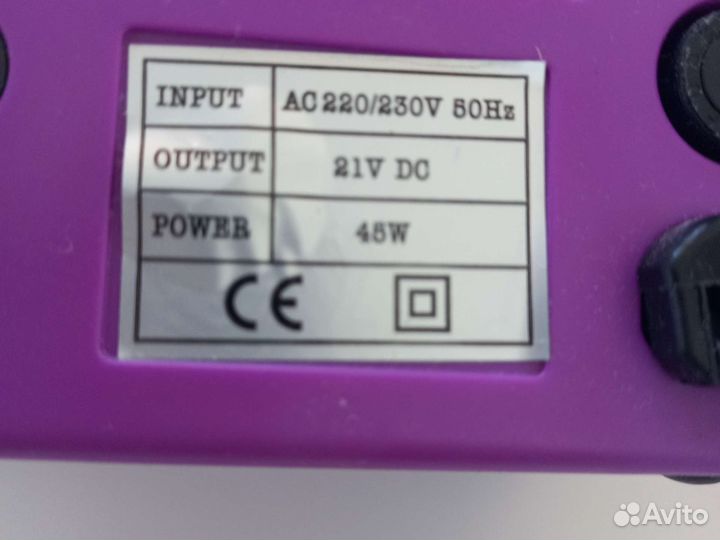 INPUT AC 220/230V 50Hz
OUTPUT 21V DC
POWER 45W
CE
Avito